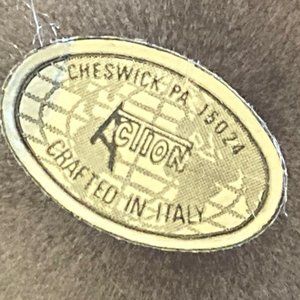 CHESWICK PA 15024
ACTION
CRAFTED IN ITALY